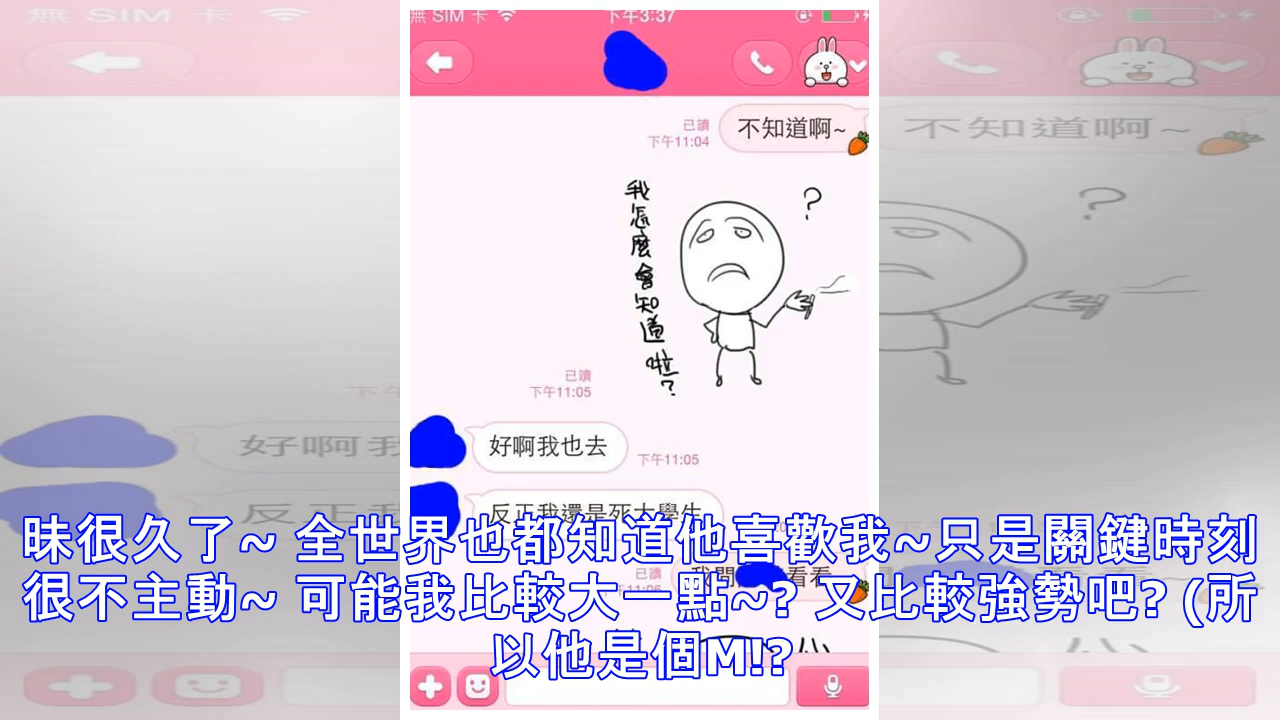 無 SIM 卡
下午3:37
不知道啊~
已讀
下午11:04
我怎麼會知道啦?
?
已讀
下午11:05
好啊我也去
下午11:05
反正我還是死大學生
已讀
看看
昧很久了~ 全世界也都知道他喜歡我~只是關鍵時刻
很不主動~ 可能我比較大一點~? 又比較強勢吧? (所
以他是個M!?